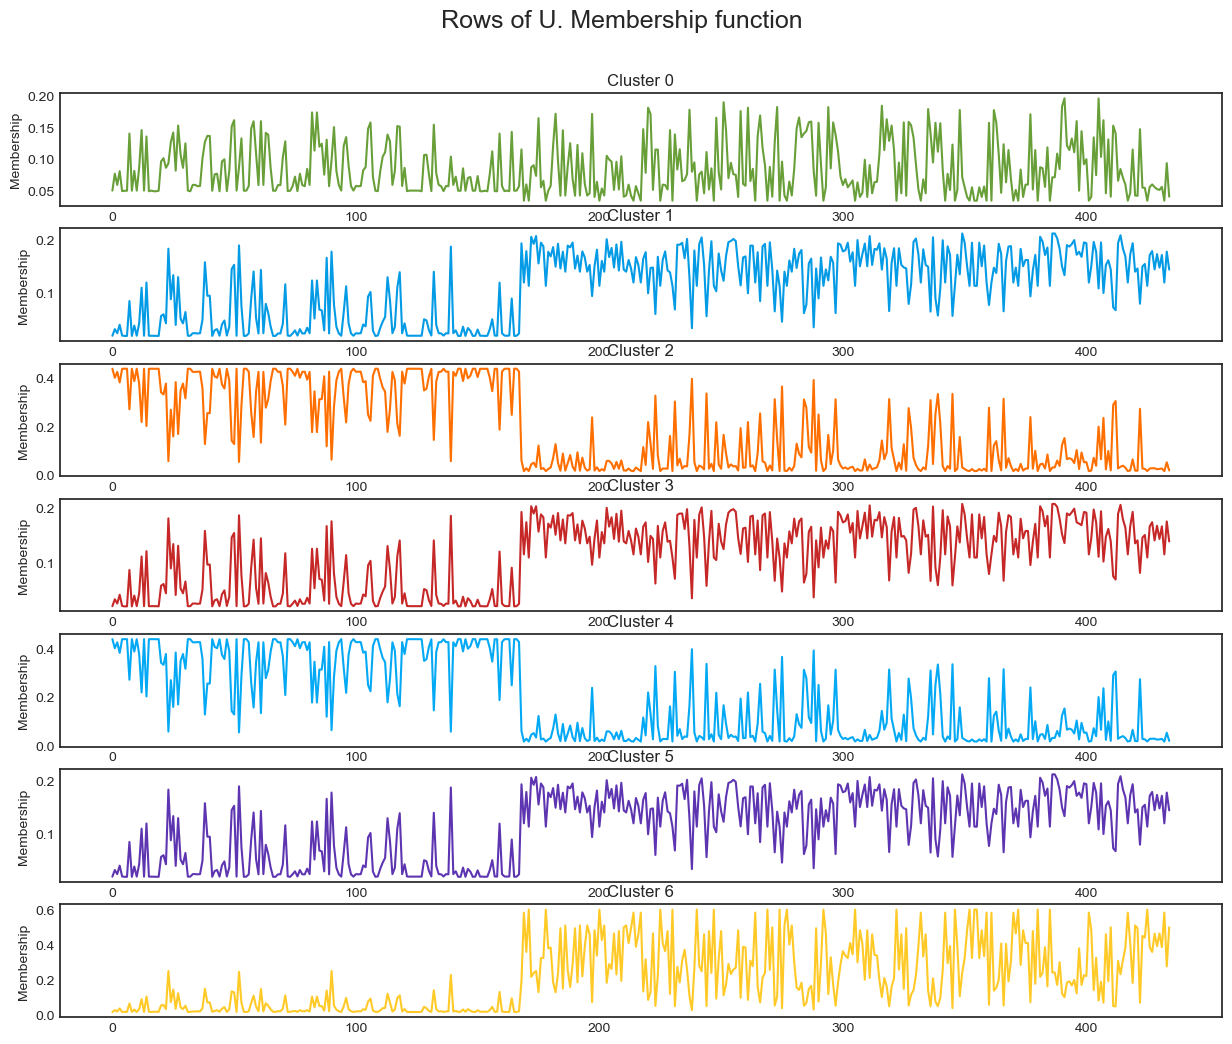 Rows of U. Membership function
Cluster 0
Membership
0.20
0.15
0.10
0.05
0 100 200 300 400
Cluster 1
Membership
0.2
0.1
0 100 200 300 400
Cluster 2
Membership
0.4
0.2
0.0
0 100 200 300 400
Cluster 3
Membership
0.2
0.1
0 100 200 300 400
Cluster 4
Membership
0.4
0.2
0.0
0 100 200 300 400
Cluster 5
Membership
0.2
0.1
0 100 200 300 400
Cluster 6
Membership
0.6
0.4
0.2
0.0
0 100 200 300 400